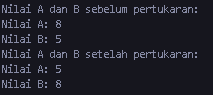 Nilai A dan B sebelum pertukaran:
Nilai A: 8
Nilai B: 5
Nilai A dan B setelah pertukaran:
Nilai A: 5
Nilai B: 8